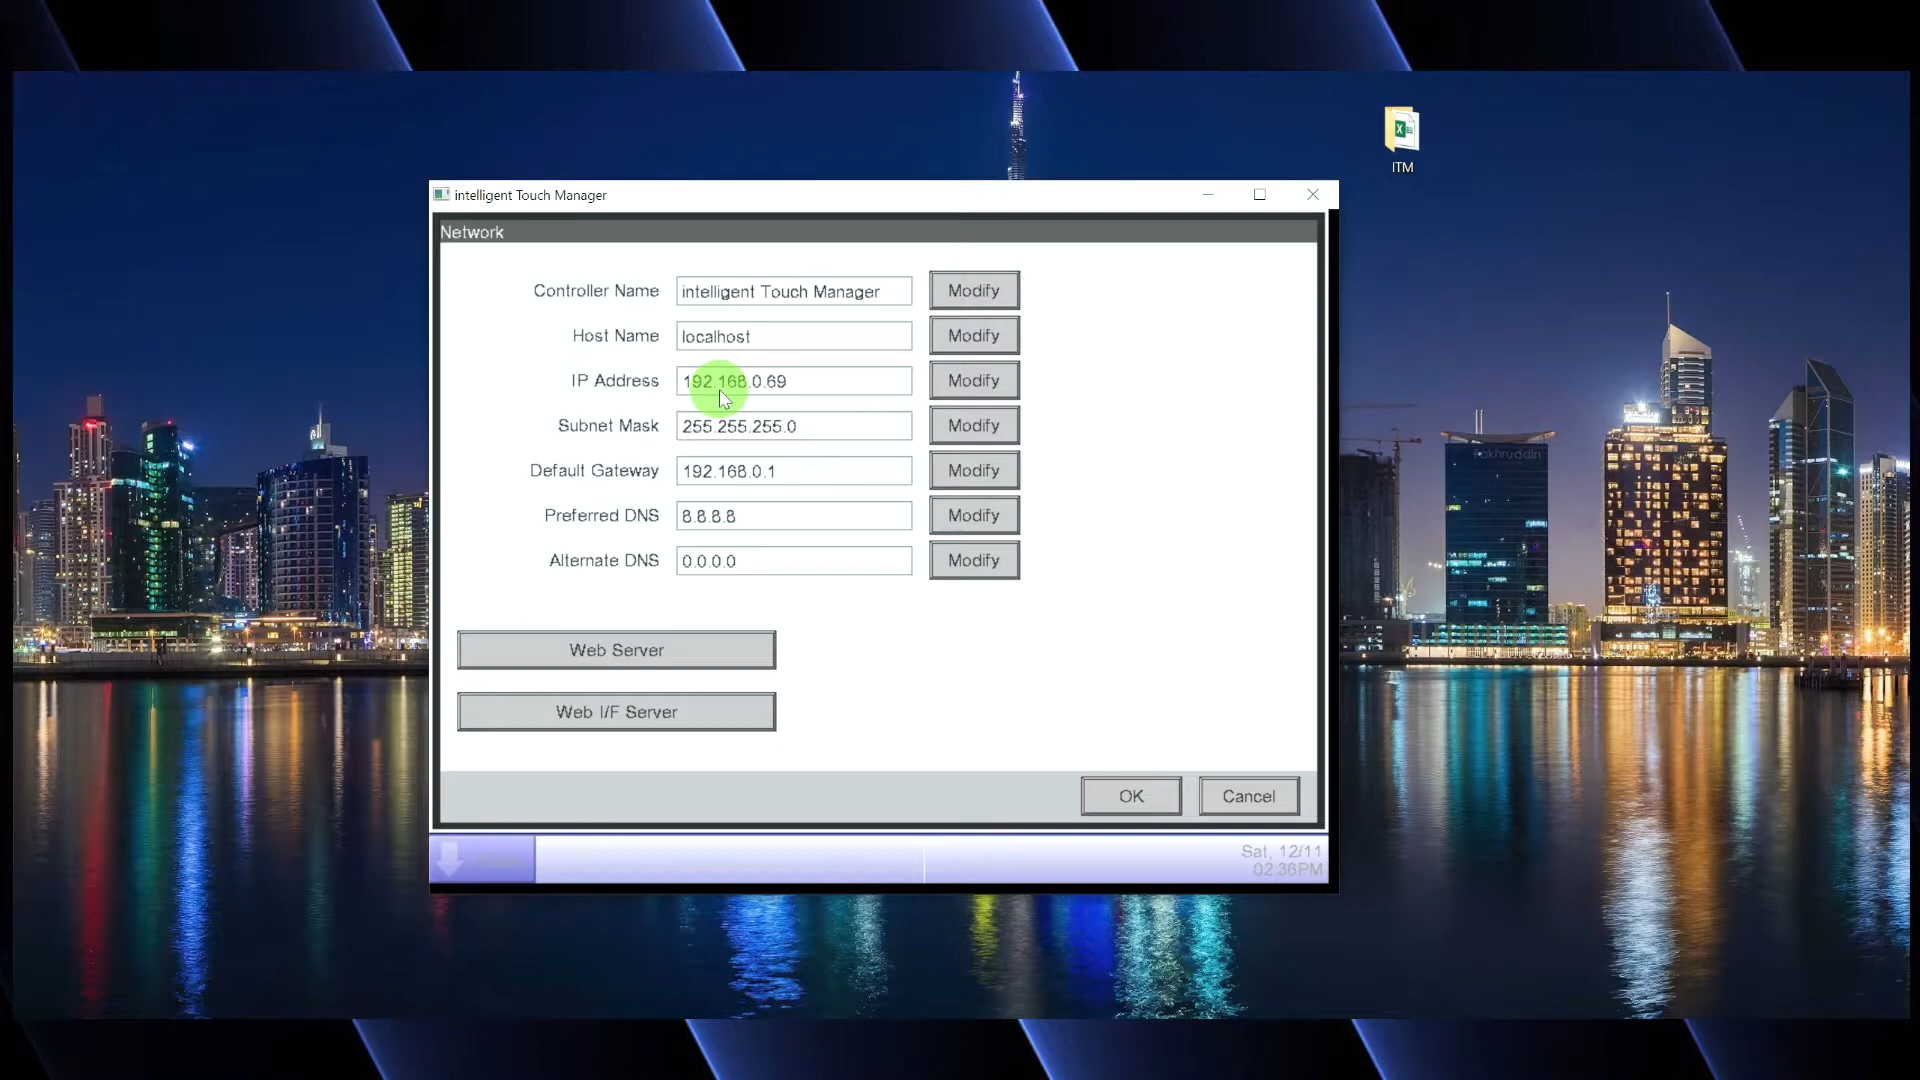 ITM
intelligent Touch Manager
Network
Controller Name intelligent Touch Manager Modify
Host Name localhost Modify
IP Address 192.168.0.69 Modify
Subnet Mask 255.255.255.0 Modify
Default Gateway 192.168.0.1 Modify
Preferred DNS 8.8.8.8 Modify
Alternate DNS 0.0.0.0 Modify
Web Server
Web I/F Server
OK Cancel
Sat, 12/11
02:36PM
Fakhruddin